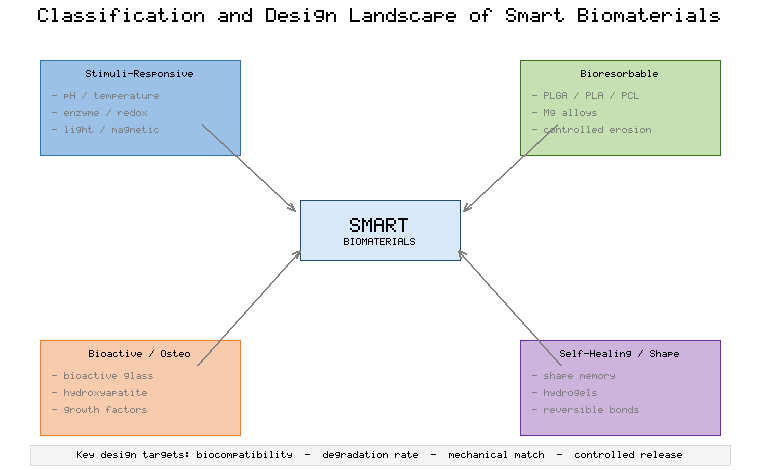 Classification and Design Landscape of Smart Biomaterials
Stimuli-Responsive
- pH / temperature
- enzyme / redox
- light / magnetic
Bioresorbable
- PLGA / PLA / PCL
- Mg alloys
- controlled erosion
SMART
BIOMATERIALS
Bioactive / Osteo
- bioactive glass
- hydroxyapatite
- growth factors
Self-Healing / Shape
- shape memory
- hydrogels
- reversible bonds
Key design targets: biocompatibility - degradation rate - mechanical match - controlled release